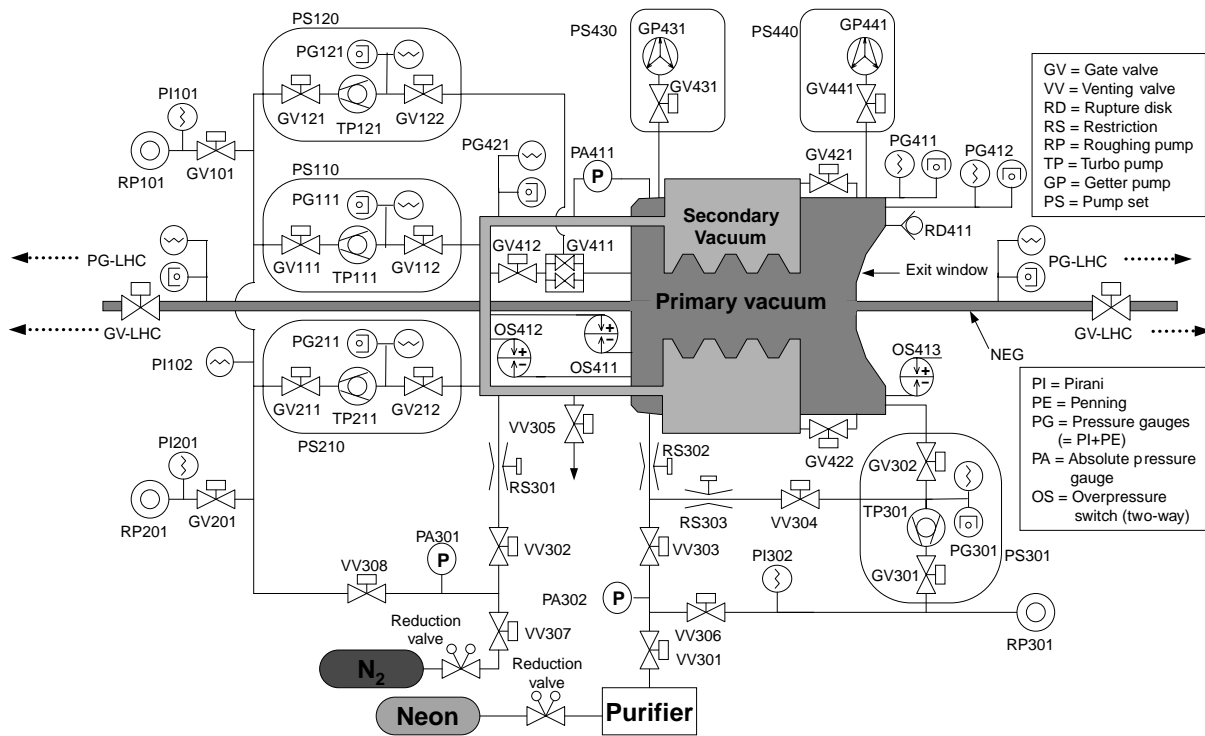 PS120
PG121
GV121
TP121
GV122
PI101
RP101
GV101
PS110
PG111
GV111
TP111
GV112
PG-LHC
GV-LHC
PI102
PG211
GV211
TP211
GV212
PS210
PI201
RP201
GV201
PS430
GP431
GV431
PS440
GP441
GV441
PG421
PA411
P
GV421
PG411
PG412
RD411
GV412
GV411
Secondary
Vacuum
Primary vacuum
Exit window
PG-LHC
GV-LHC
NEG
OS412
+
−
OS411
+
−
OS413
+
−
VV305
RS301
RS302
GV422
GV302
RS303
VV304
TP301
PG301
PS301
GV301
PA301
P
VV302
VV303
PI302
VV308
PA302
P
VV306
RP301
VV307
VV301
Reduction
valve
N2
Reduction
valve
Neon
Purifier
GV = Gate valve
VV = Venting valve
RD = Rupture disk
RS = Restriction
RP = Roughing pump
TP = Turbo pump
GP = Getter pump
PS = Pump set
PI = Pirani
PE = Penning
PG = Pressure gauges
(= PI+PE)
PA = Absolute pressure
gauge
OS = Overpressure
switch (two-way)